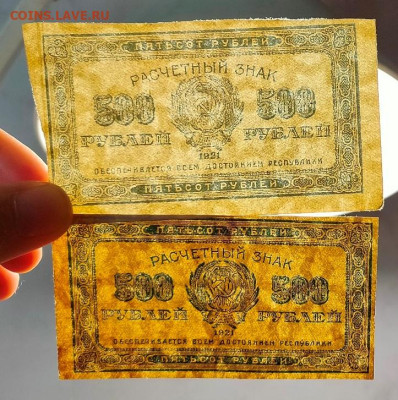 COINS.LAVE.RU
ПЯТЬСОТ РУБЛЕЙ
РАСЧЕТНЫЙ ЗНАК
500 500
РУБЛЕЙ РУБЛЕЙ
1921
ОБЕСПЕЧИВАЕТСЯ ВСЕМ ДОСТОЯНИЕМ РЕСПУБЛИКИ
ПЯТЬСОТ РУБЛЕЙ
ПЯТЬСОТ РУБЛЕЙ
РАСЧЕТНЫЙ ЗНАК
500 500
РУБЛЕЙ РУБЛЕЙ
1921
ОБЕСПЕЧИВАЕТСЯ ВСЕМ ДОСТОЯНИЕМ РЕСПУБЛИКИ
ПЯТЬСОТ РУБЛЕЙ